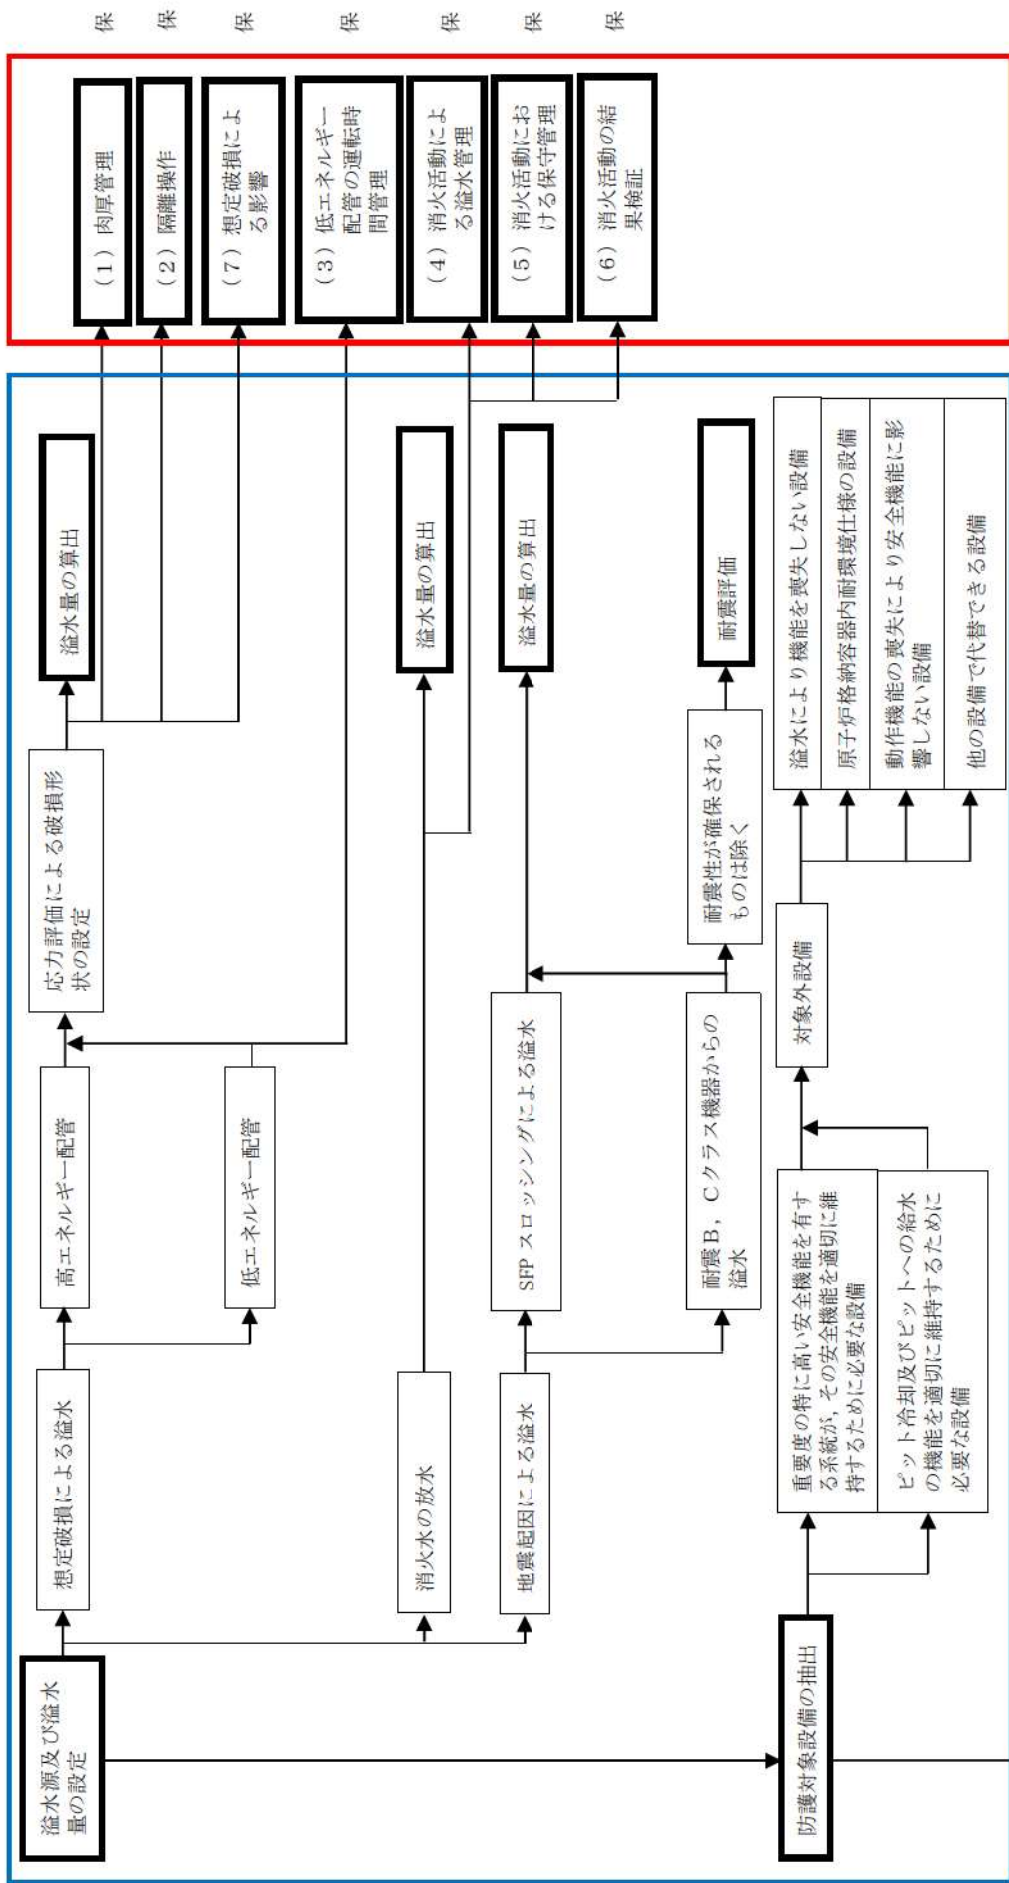 溢水源及び溢水
量の設定
想定破損による溢水
高エネルギー配管
応力評価による破損形
状の設定
溢水量の算出
(1) 肉厚管理
保
(2) 隔離操作
保
(7) 想定破損によ
る影響
保
低エネルギー配管
(3) 低エネルギー
配管の運転時
間管理
保
消火水の放水
溢水量の算出
(4) 消火活動によ
る溢水管理
保
(5) 消火活動にお
ける保守管理
保
(6) 消火活動の結
果検証
保
地震起因による溢水
SFP スロッシングによる溢水
溢水量の算出
耐震B，Cクラス機器からの
溢水
耐震性が確保される
ものは除く
耐震評価
防護対象設備の抽出
重要度の特に高い安全機能を有す
る系統が，その安全機能を適切に維
持するために必要な設備
ピット冷却及びピットへの給水
の機能を適切に維持するために
必要な設備
対象外設備
溢水により機能を喪失しない設備
原子炉格納容器内耐環境仕様の設備
動作機能の喪失により安全機能に影
響しない設備
他の設備で代替できる設備